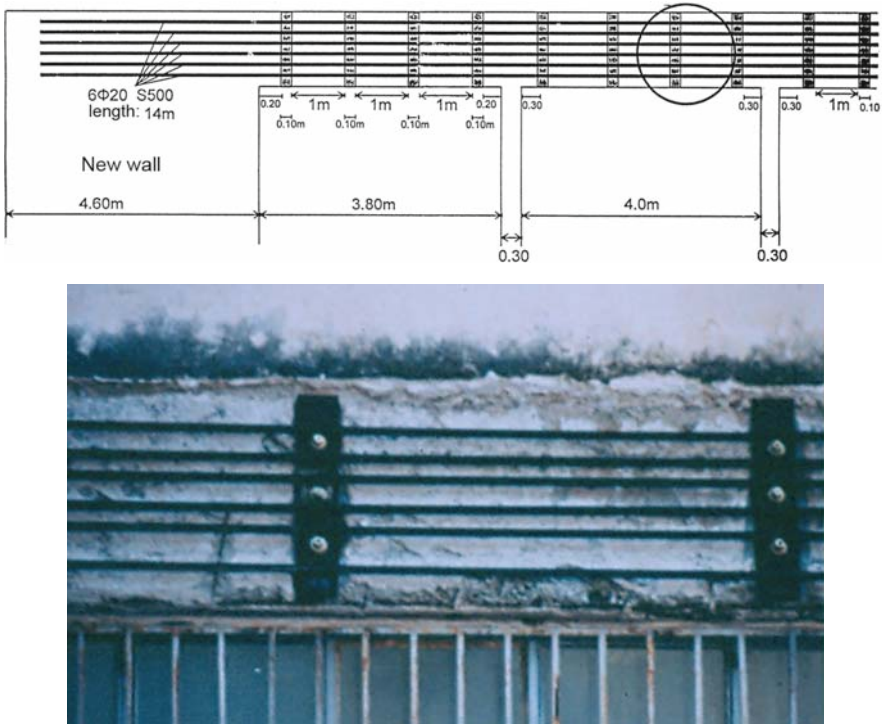 6Φ20 S500
length: 14m
0.20 1m 1m 1m 0.20 0.30 0.30 0.30 1m 0.10
0.10m 0.10m 0.10m 0.10m
New wall
4.60m 3.80m 4.0m
0.30 0.30